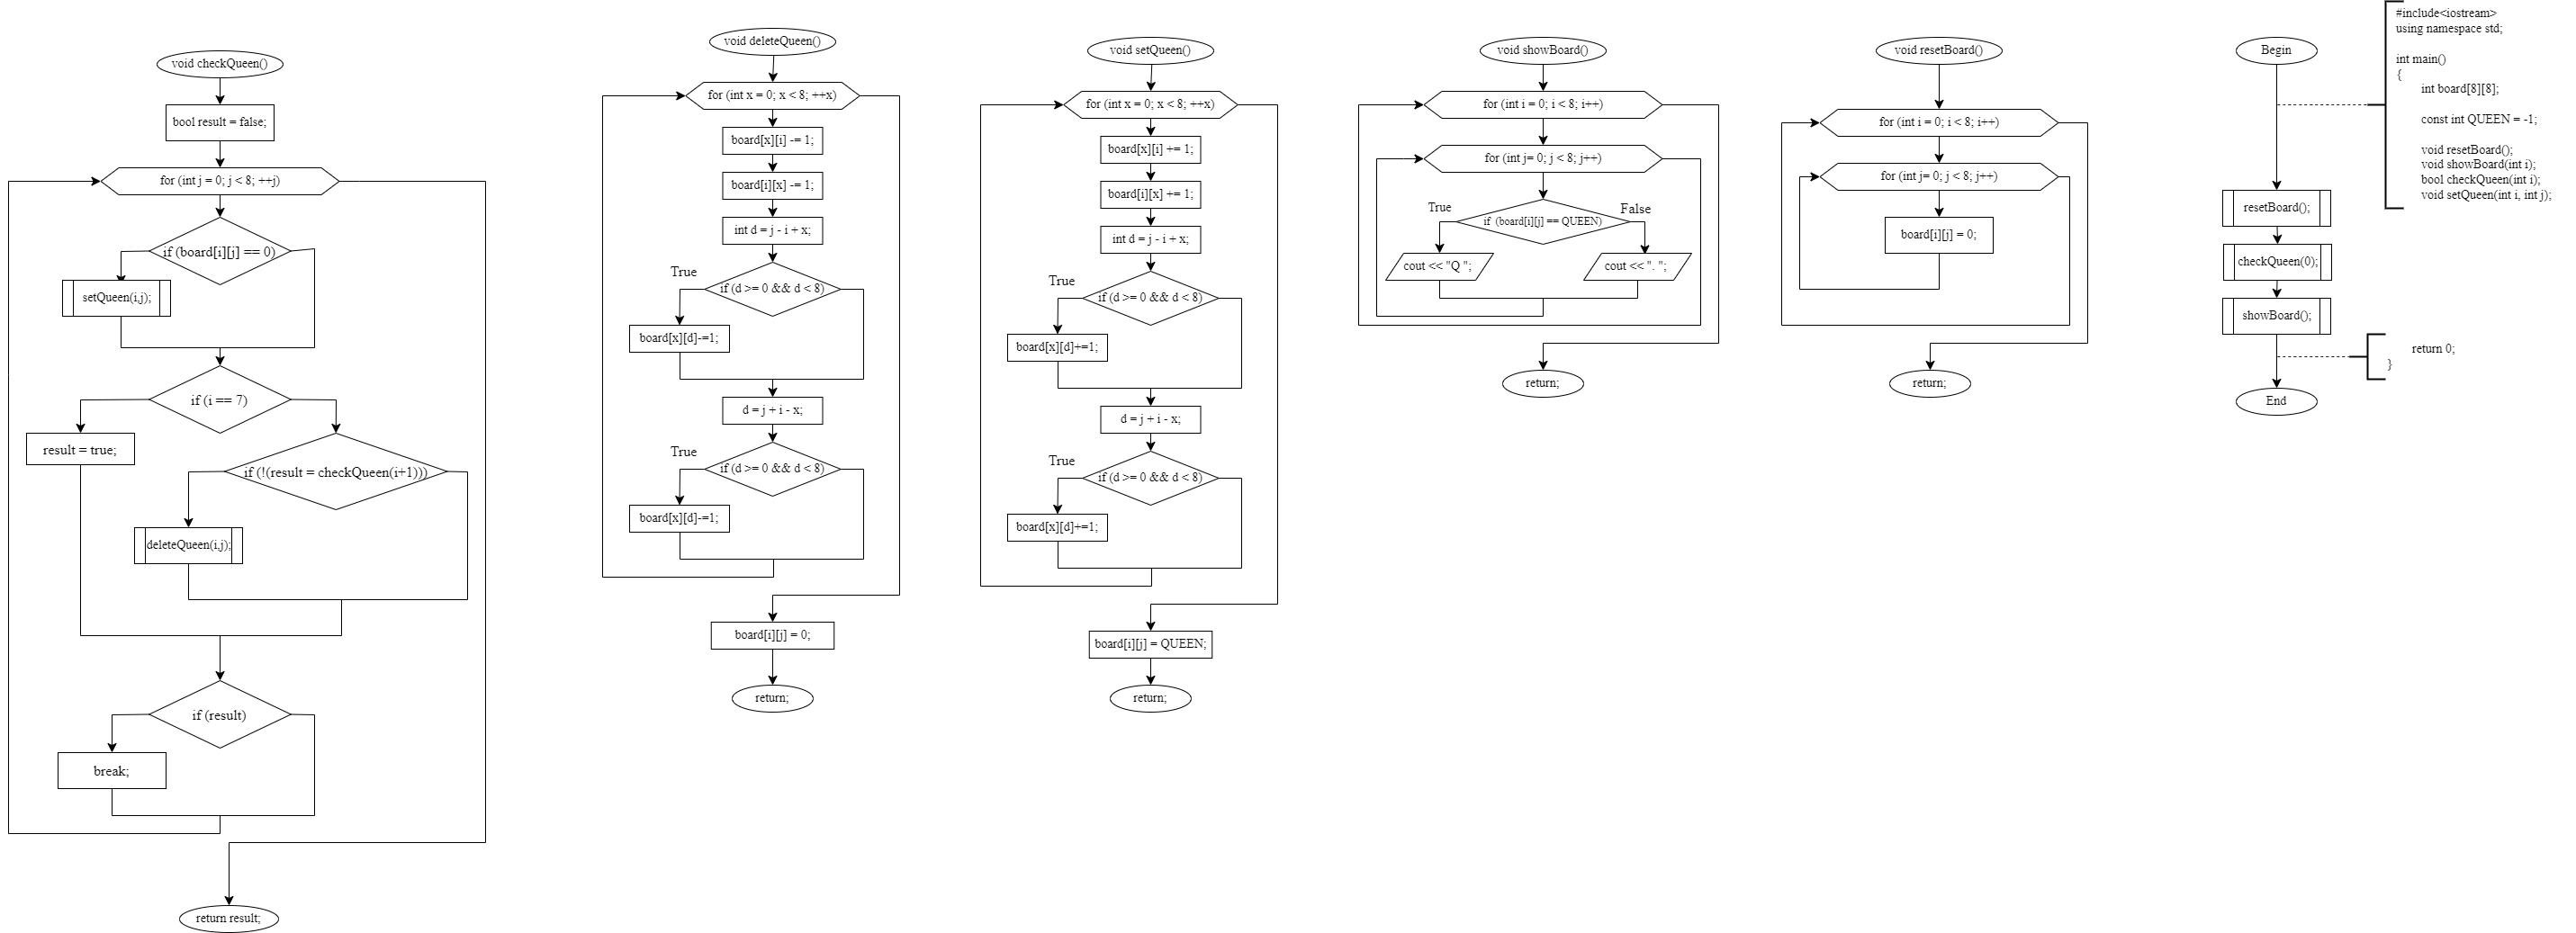 void checkQueen()
bool result = false;
for (int j = 0; j < 8; ++j)
if (board[i][j] == 0)
setQueen(i,j);
if (i == 7)
result = true;
if (!(result = checkQueen(i+1)))
deleteQueen(i,j);
if (result)
break;
return result;
void deleteQueen()
for (int x = 0; x < 8; ++x)
board[x][i] -= 1;
board[i][x] -= 1;
int d = j - i + x;
True
if (d >= 0 && d < 8)
board[x][d]-=1;
d = j + i - x;
True
if (d >= 0 && d < 8)
board[x][d]-=1;
board[i][j] = 0;
return;
void setQueen()
for (int x = 0; x < 8; ++x)
board[x][i] += 1;
board[i][x] += 1;
int d = j - i + x;
True
if (d >= 0 && d < 8)
board[x][d]+=1;
d = j + i - x;
True
if (d >= 0 && d < 8)
board[x][d]+=1;
board[i][j] = QUEEN;
return;
void showBoard()
for (int i = 0; i < 8; i++)
for (int j= 0; j < 8; j++)
True
if (board[i][j] == QUEEN)
False
cout << "Q ";
cout << ". ";
return;
void resetBoard()
for (int i = 0; i < 8; i++)
for (int j= 0; j < 8; j++)
board[i][j] = 0;
return;
Begin
resetBoard();
checkQueen(0);
showBoard();
End
#include<iostream>
using namespace std;
int main()
{
int board[8][8];
const int QUEEN = -1;
void resetBoard();
void showBoard(int i);
bool checkQueen(int i);
void setQueen(int i, int j);
return 0;
}